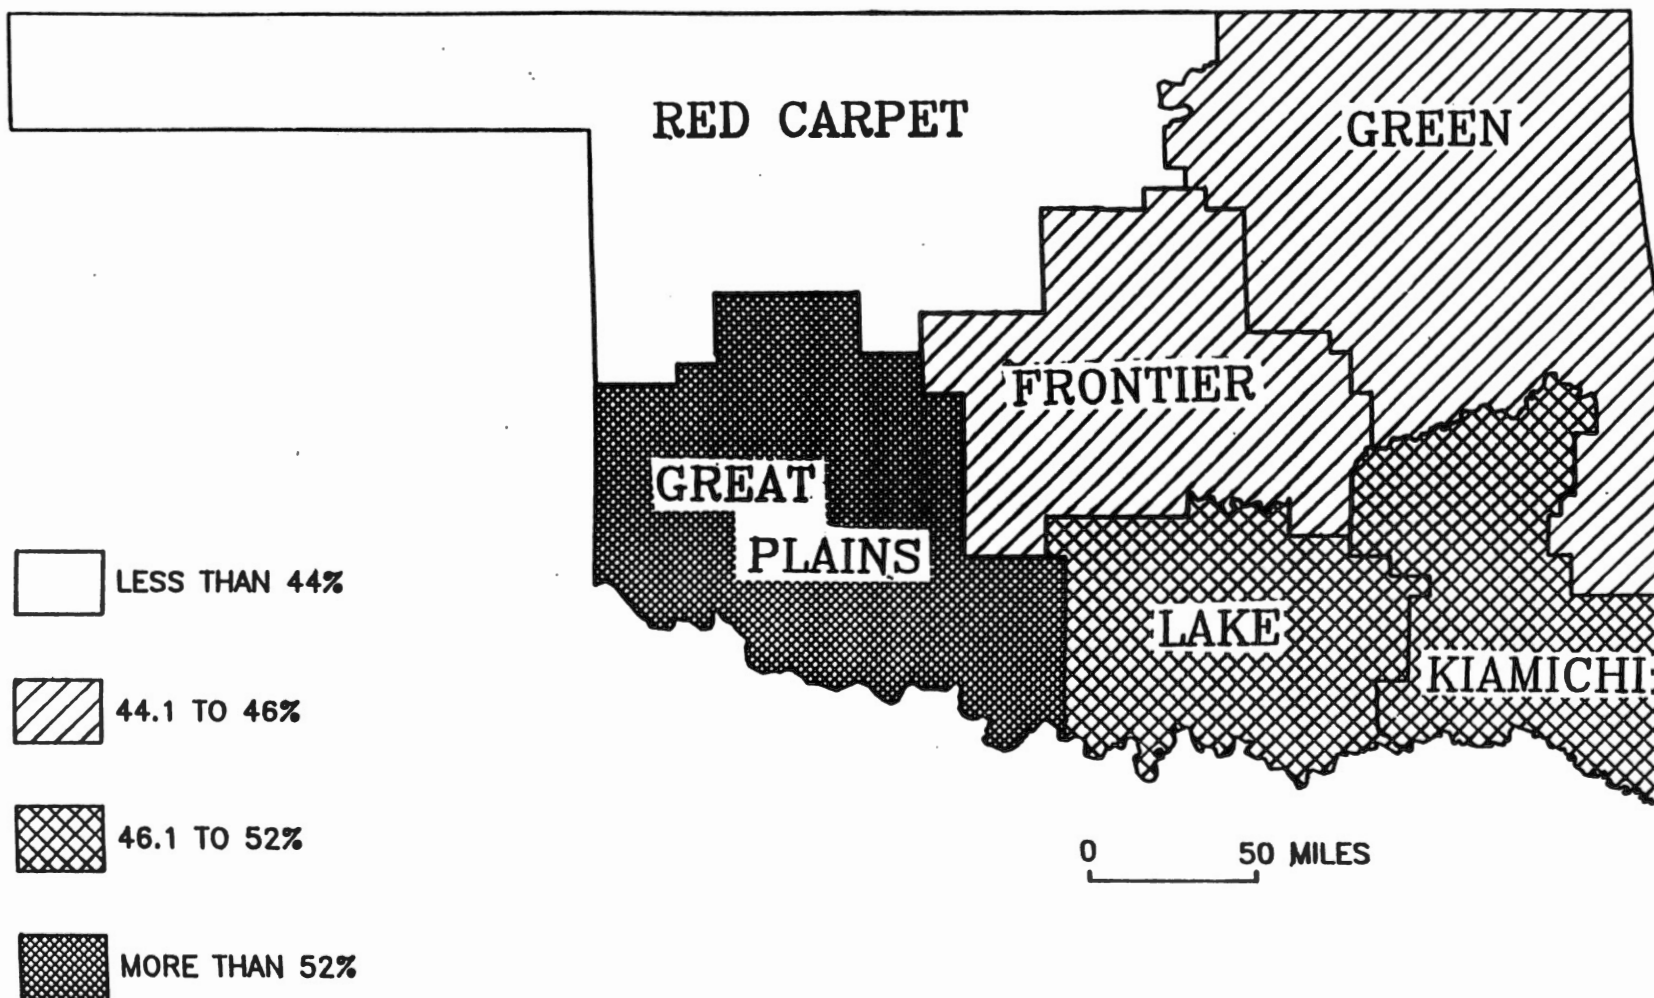 RED CARPET
GREEN
FRONTIER
GREAT
PLAINS
LAKE
KIAMICHI
LESS THAN 44%
44.1 TO 46%
46.1 TO 52%
MORE THAN 52%
0 50 MILES